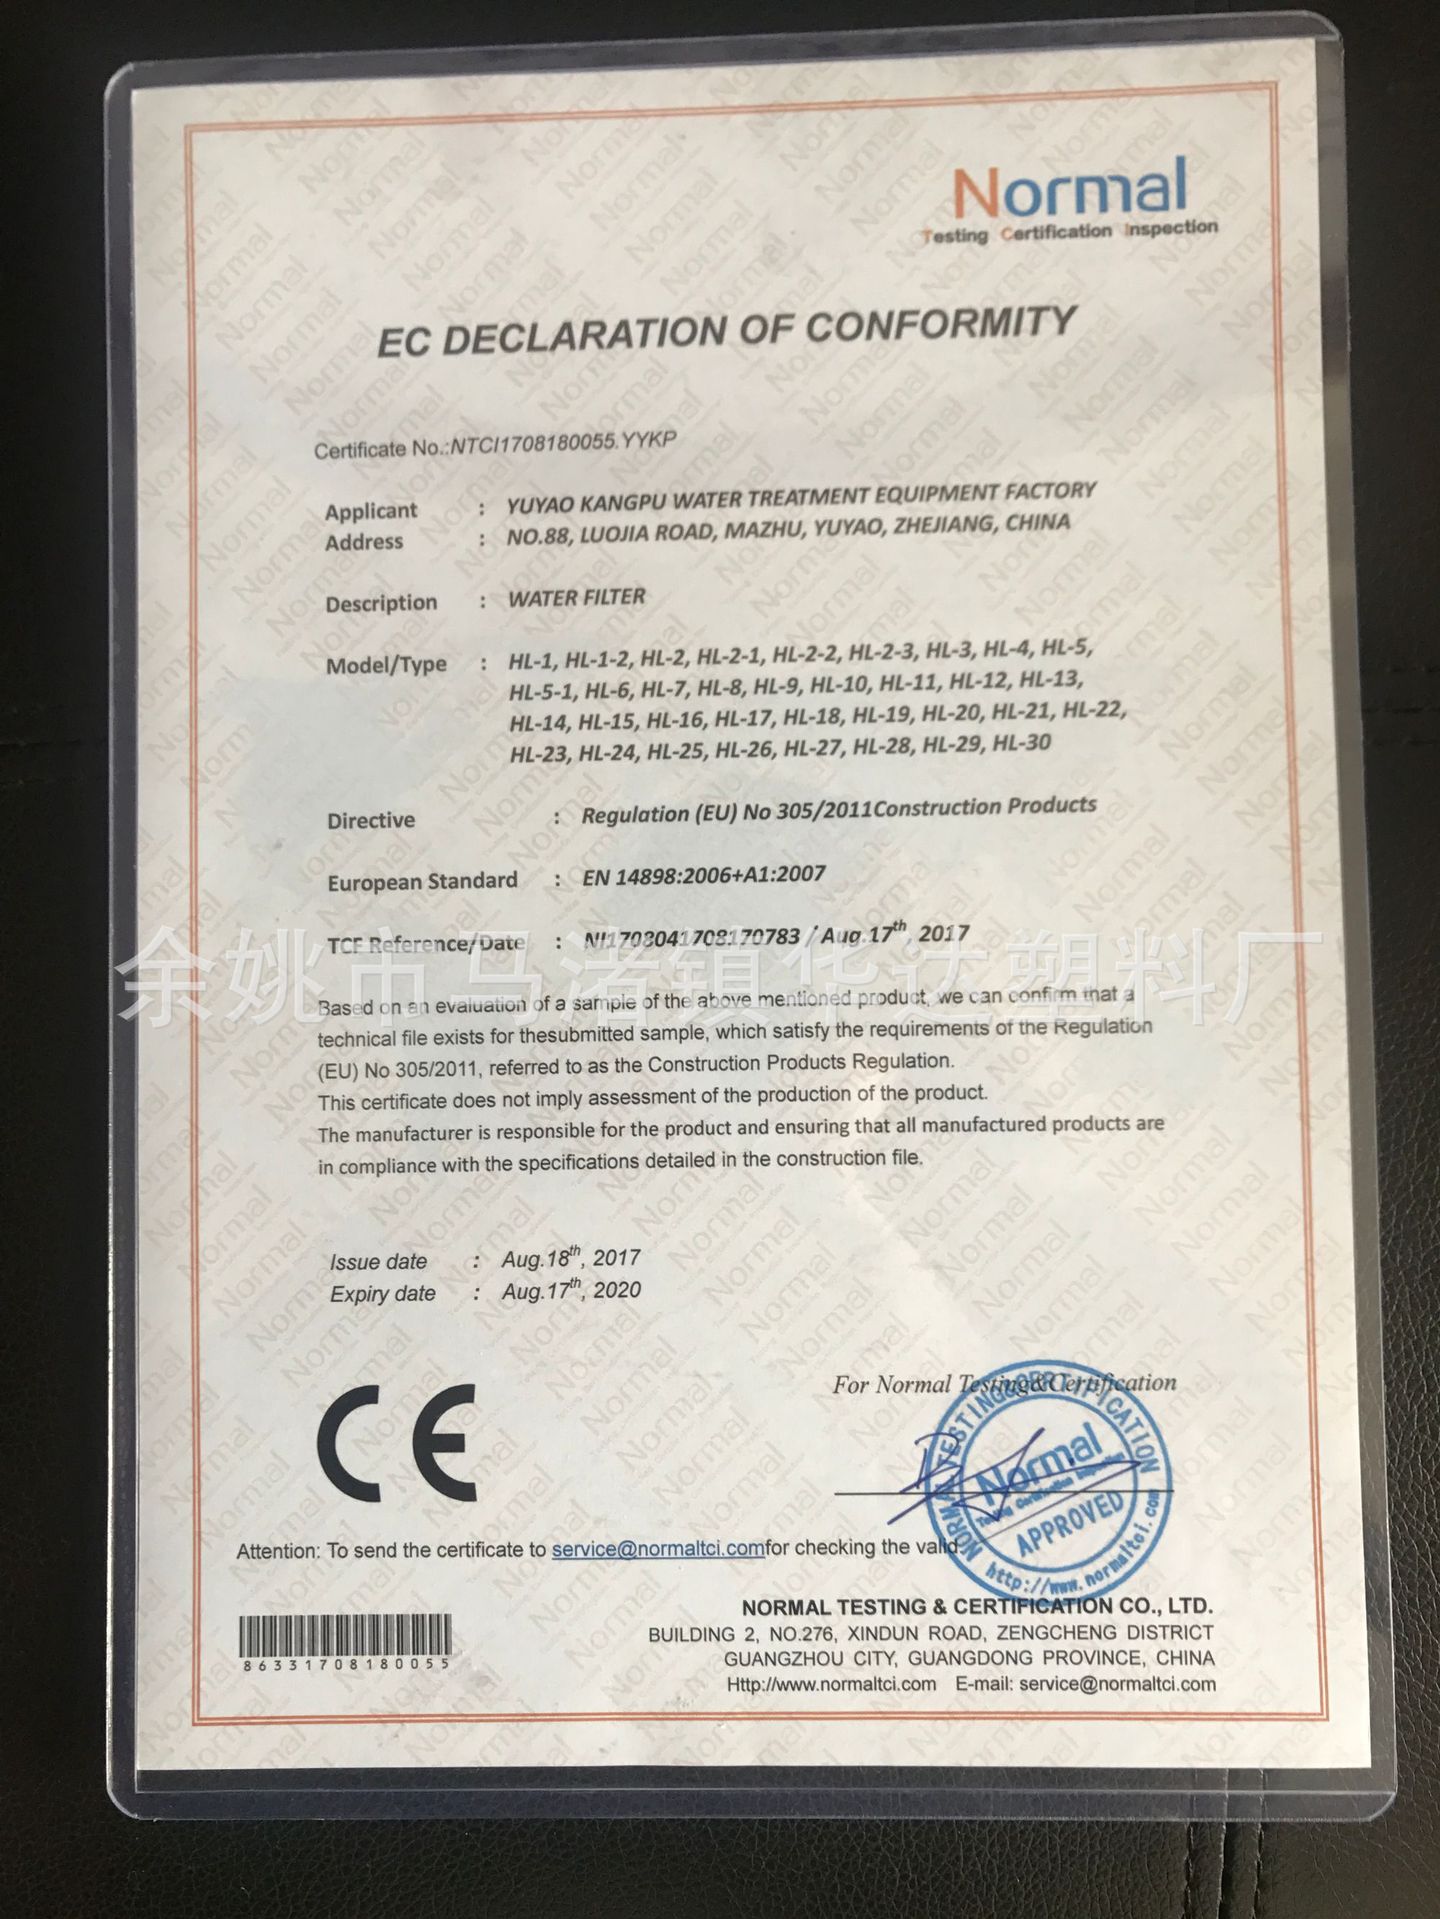 Normal
Testing Certification Inspection
EC DECLARATION OF CONFORMITY
Certificate No.:NTCI1708180055.YYKP
Applicant : YUYAO KANGPU WATER TREATMENT EQUIPMENT FACTORY
Address : NO.88, LUOJIA ROAD, MAZHU, YUYAO, ZHEJIANG, CHINA
Description : WATER FILTER
Model/Type : HL-1, HL-1-2, HL-2, HL-2-1, HL-2-2, HL-2-3, HL-3, HL-4, HL-5,
HL-5-1, HL-6, HL-7, HL-8, HL-9, HL-10, HL-11, HL-12, HL-13,
HL-14, HL-15, HL-16, HL-17, HL-18, HL-19, HL-20, HL-21, HL-22,
HL-23, HL-24, HL-25, HL-26, HL-27, HL-28, HL-29, HL-30
Directive : Regulation (EU) No 305/2011Construction Products
European Standard : EN 14898:2006+A1:2007
TCF Reference/Date : NI1708041708170783 / Aug.17th, 2017
余姚市马渚镇华达塑料厂
Based on an evaluation of a sample of the above mentioned product, we can confirm that a
technical file exists for thesubmitted sample, which satisfy the requirements of the Regulation
(EU) No 305/2011, referred to as the Construction Products Regulation.
This certificate does not imply assessment of the production of the product.
The manufacturer is responsible for the product and ensuring that all manufactured products are
in compliance with the specifications detailed in the construction file.
Issue date : Aug.18th, 2017
Expiry date : Aug.17th, 2020
CE
For Normal Testing&Certification
NORMAL TESTING&CERTIFICATION
Normal
Testing Certification Inspection
APPROVED
http://www.normaltci.com
Attention: To send the certificate to service@normaltci.comfor checking the valid.
8633170818​0055
NORMAL TESTING & CERTIFICATION CO., LTD.
BUILDING 2, NO.276, XINDUN ROAD, ZENGCHENG DISTRICT
GUANGZHOU CITY, GUANGDONG PROVINCE, CHINA
Http://www.normaltci.com E-mail: service@normaltci.com